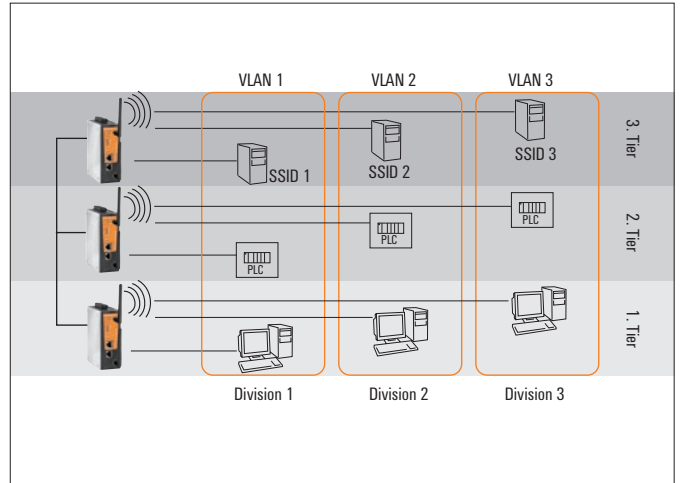 VLAN 1
VLAN 2
VLAN 3
SSID 1
SSID 2
SSID 3
3. Tier
PLC
PLC
PLC
2. Tier
1. Tier
Division 1
Division 2
Division 3